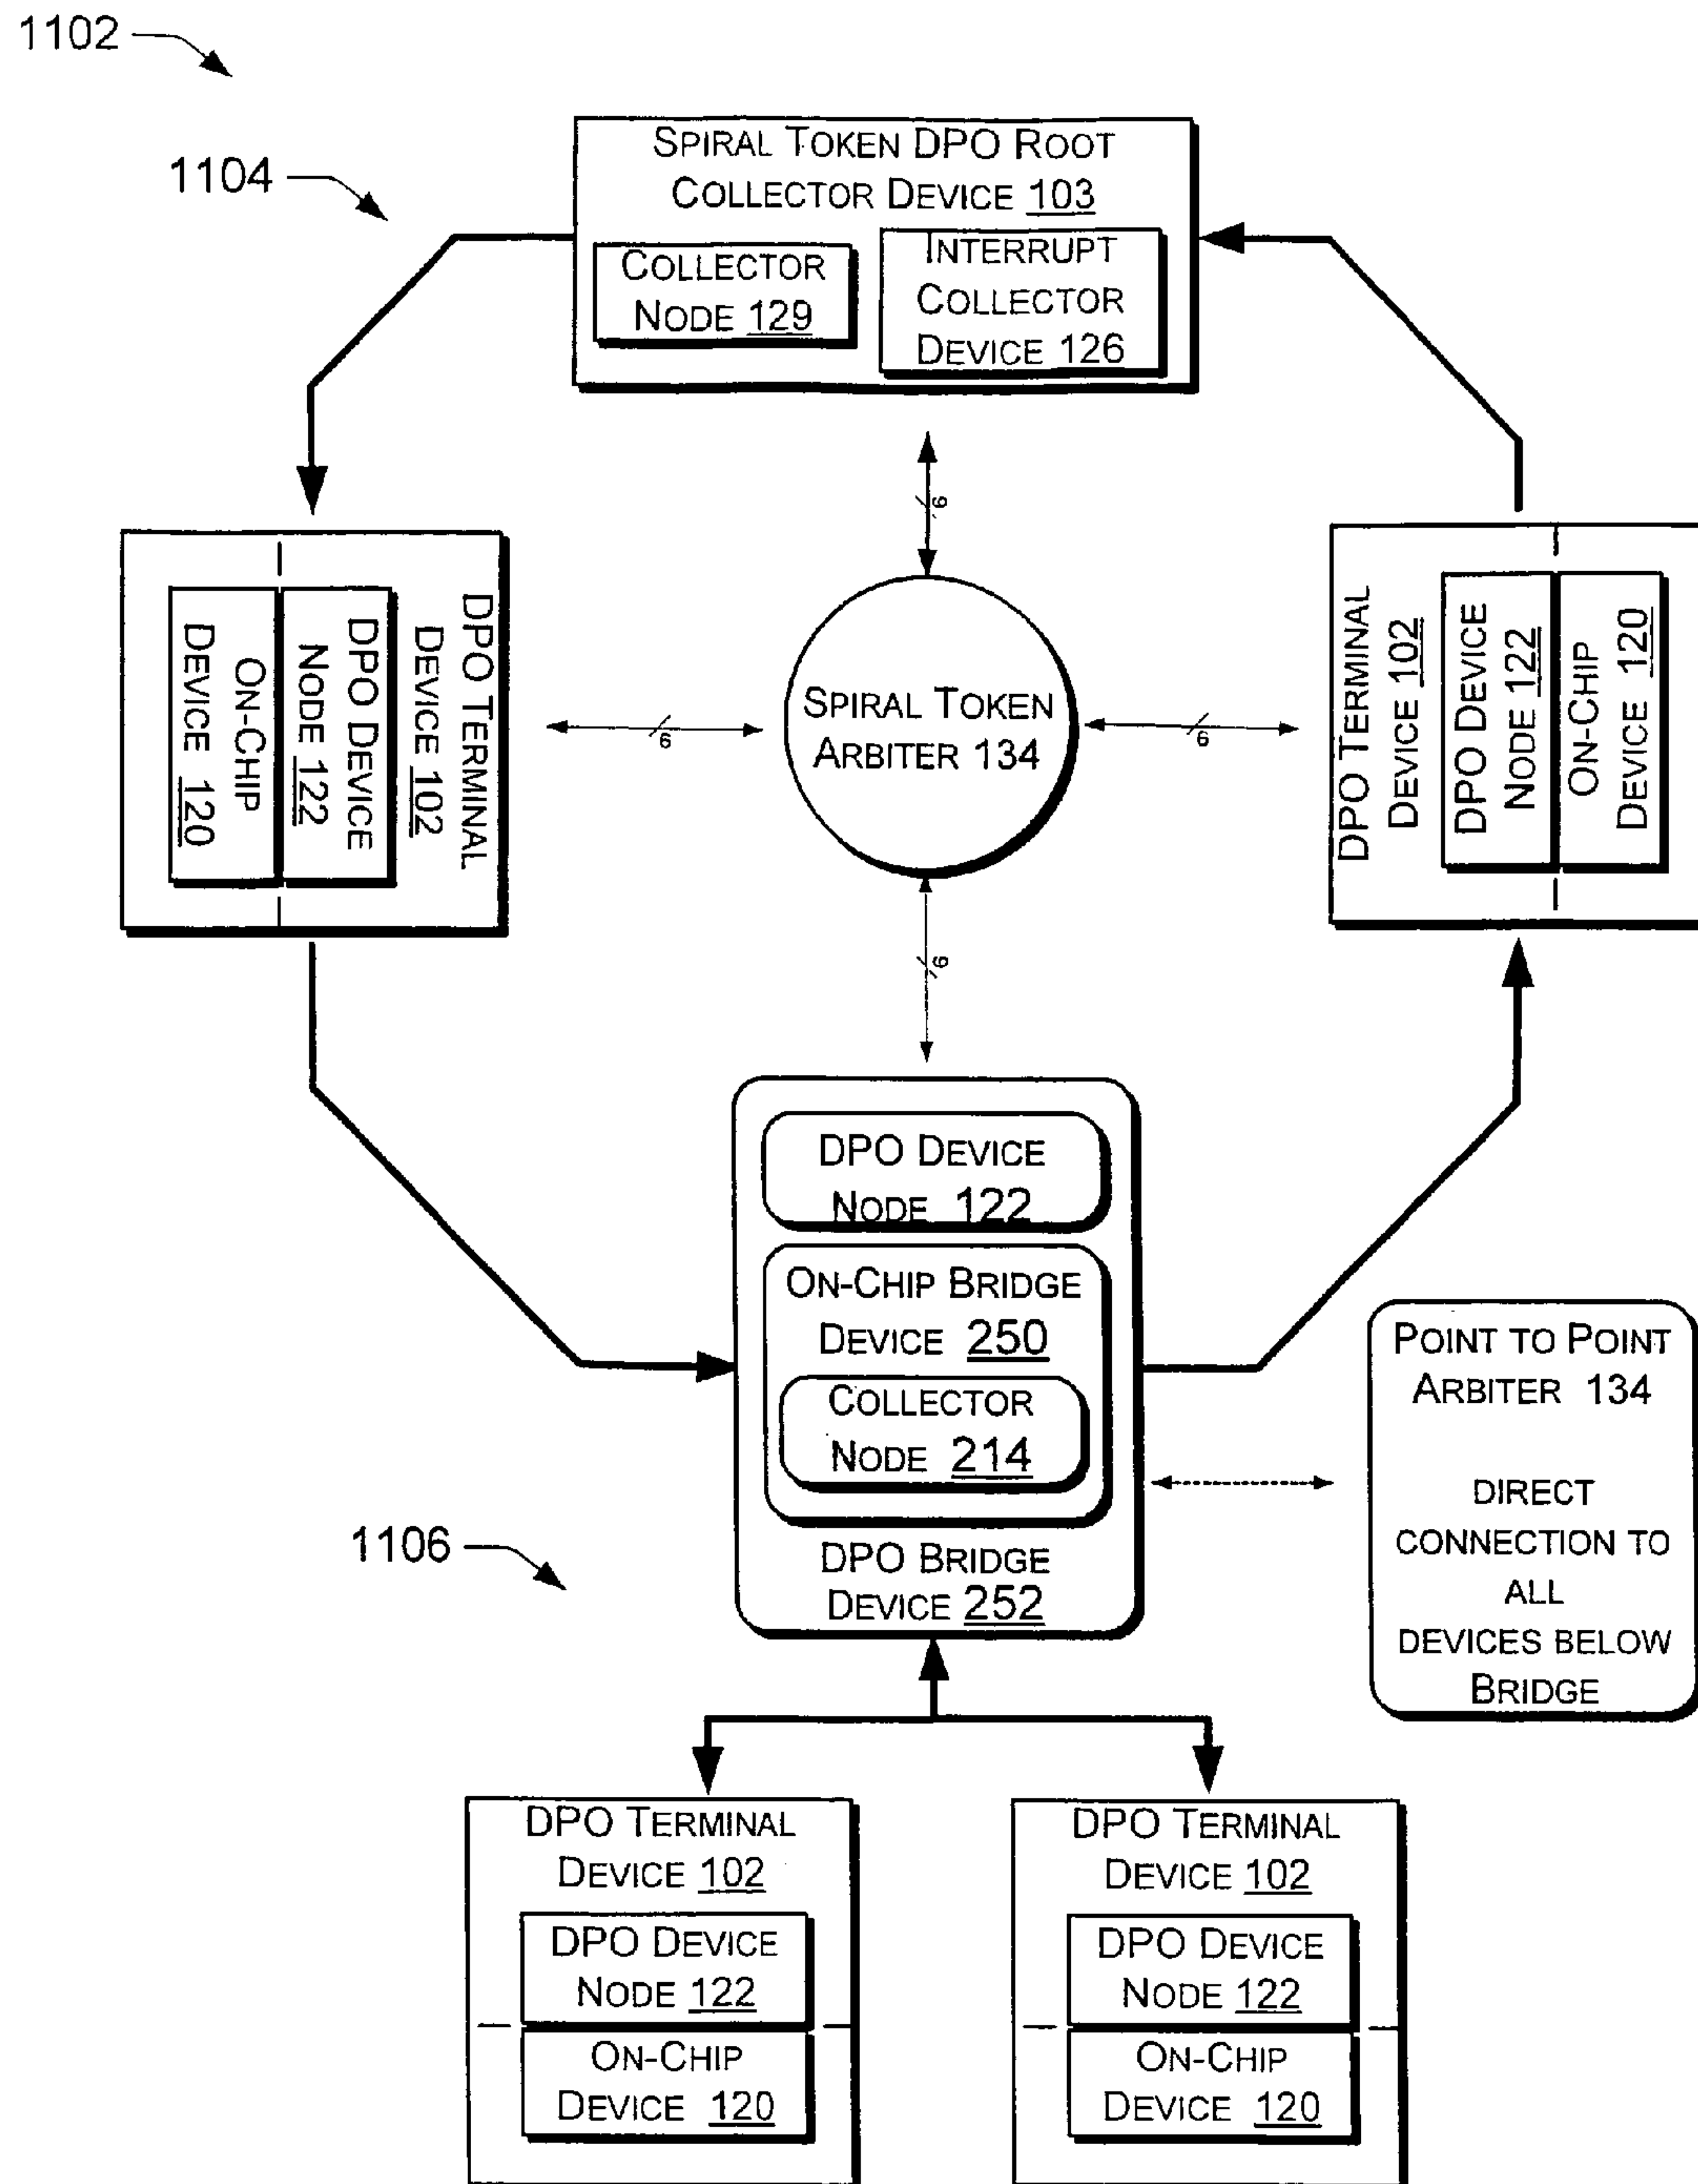 1102
1104
SPIRAL TOKEN DPO ROOT
COLLECTOR DEVICE 103
COLLECTOR
NODE 129
INTERRUPT
COLLECTOR
DEVICE 126
6
DPO TERMINAL
DEVICE 102
DPO DEVICE
NODE 122
ON-CHIP
DEVICE 120
6
SPIRAL TOKEN
ARBITER 134
6
DPO TERMINAL
DEVICE 102
DPO DEVICE
NODE 122
ON-CHIP
DEVICE 120
6
DPO DEVICE
NODE 122
ON-CHIP BRIDGE
DEVICE 250
COLLECTOR
NODE 214
DPO BRIDGE
DEVICE 252
POINT TO POINT
ARBITER 134
DIRECT
CONNECTION TO
ALL
DEVICES BELOW
BRIDGE
1106
DPO TERMINAL
DEVICE 102
DPO DEVICE
NODE 122
ON-CHIP
DEVICE 120
DPO TERMINAL
DEVICE 102
DPO DEVICE
NODE 122
ON-CHIP
DEVICE 120